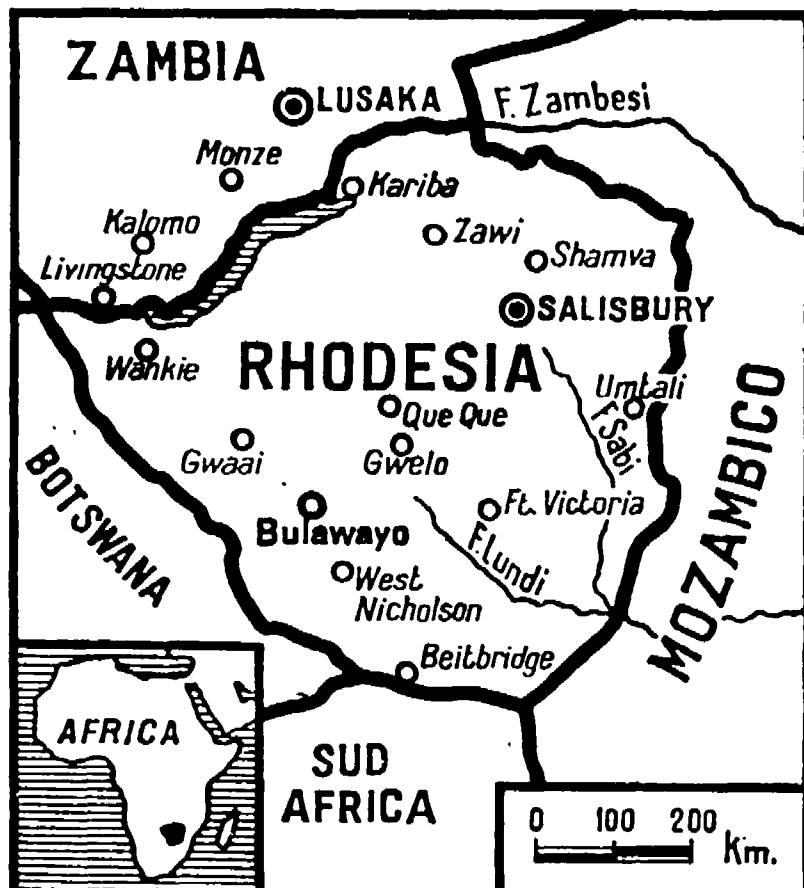 ZAMBIA
LUSAKA
F. Zambesi
Monze
Kariba
Kalomo
Zawi
Shamva
Livingstone
SALISBURY
Wankie
RHODESIA
Umtali
Que Que
F. Sabi
Gwaai
Gwelo
BOTSWANA
Ft. Victoria
MOZAMBICO
Bulawayo
F. Lundi
West
Nicholson
Beitbridge
AFRICA
SUD
AFRICA
0 100 200 Km.